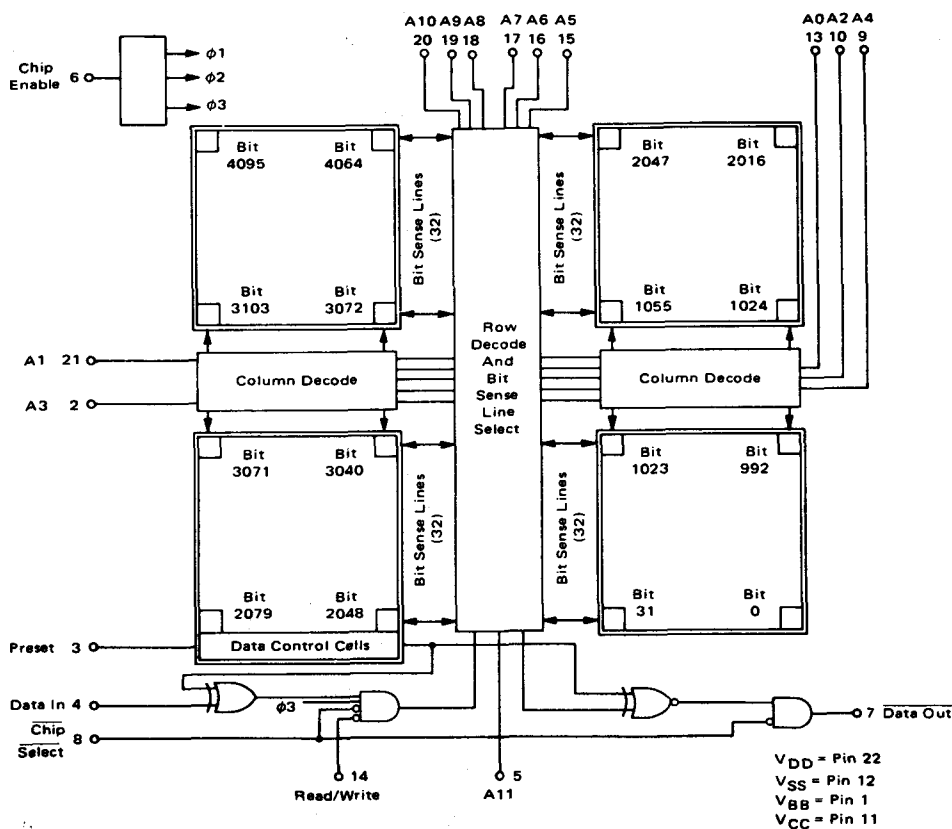 A10 A9 A8 A7 A6 A5 A0 A2 A4
20 19 18 17 16 15 13 10 9
Chip
Enable
6
ϕ1
ϕ2
ϕ3
Bit
4095
Bit
4064
Bit
3103
Bit
3072
Bit Sense Lines
(32)
Bit Sense Lines
(32)
Bit
2047
Bit
2016
Bit
1055
Bit
1024
Row
Decode
And
Bit
Sense
Line
Select
A1 21
A3 2
Column Decode
Column Decode
Bit
3071
Bit
3040
Bit
2079
Bit
2048
Data Control Cells
Bit Sense Lines
(32)
Bit Sense Lines
(32)
Bit
1023
Bit
992
Bit
31
Bit
0
Preset 3
Data In 4
ϕ3
Chip
Select
8
7 Data Out
14
Read/Write
5
A11
VDD = Pin 22
VSS = Pin 12
VBB = Pin 1
VCC = Pin 11